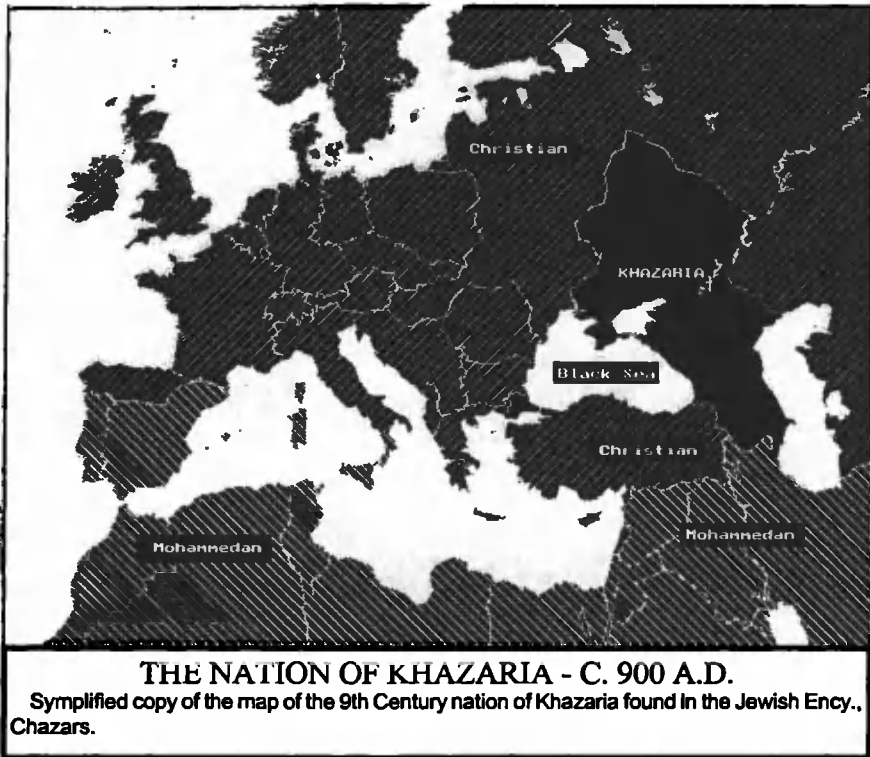 Christian
KHAZARIA
Black Sea
Christian
Mohammedan
Mohammedan
THE NATION OF KHAZARIA - C. 900 A.D.
Symplified copy of the map of the 9th Century nation of Khazaria found in the Jewish Ency.,
Chazars.